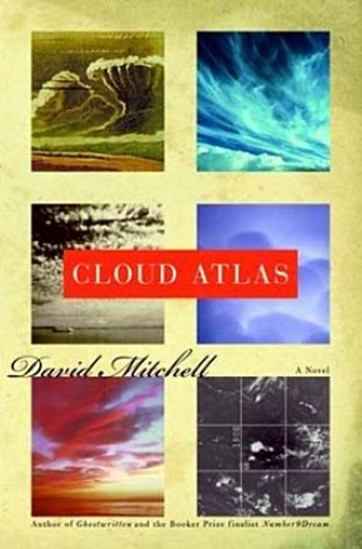 CLOUD ATLAS
David Mitchell
A Novel
Author of Ghostwritten and the Booker Prize finalist Number9Dream